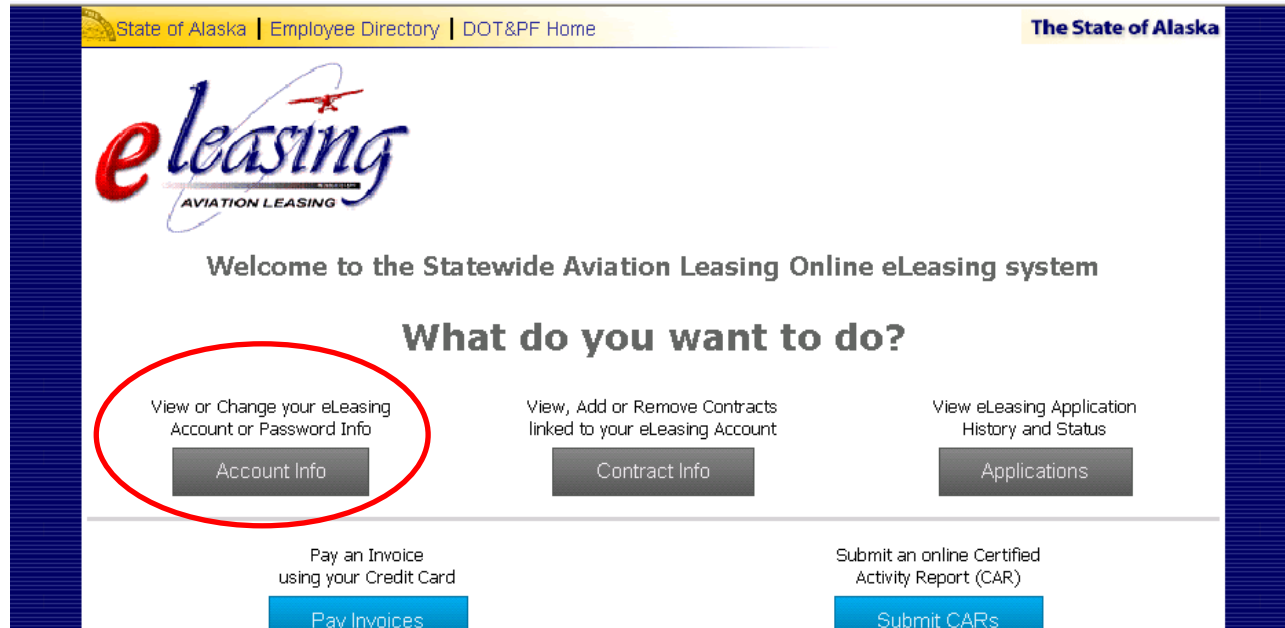 State of Alaska | Employee Directory | DOT&PF Home
The State of Alaska
eleasing
AVIATION LEASING
Welcome to the Statewide Aviation Leasing Online eLeasing system
What do you want to do?
View or Change your eLeasing
Account or Password Info
Account Info
View, Add or Remove Contracts
linked to your eLeasing Account
Contract Info
View eLeasing Application
History and Status
Applications
Pay an Invoice
using your Credit Card
Pay Invoices
Submit an online Certified
Activity Report (CAR)
Submit CARs